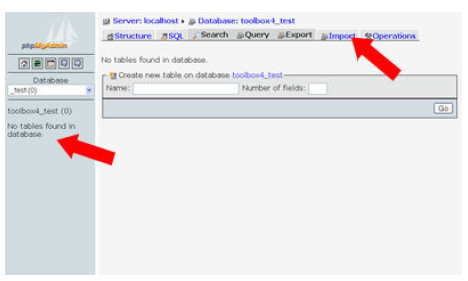 phpMyAdmin
Database
_test (0)
toolbox4_test (0)
No tables found in
database.
Server: localhost ▸ Database: toolbox4_test
Structure SQL Search Query Export Import Operations
No tables found in database.
Create new table on database toolbox4_test
Name: Number of fields:
Go